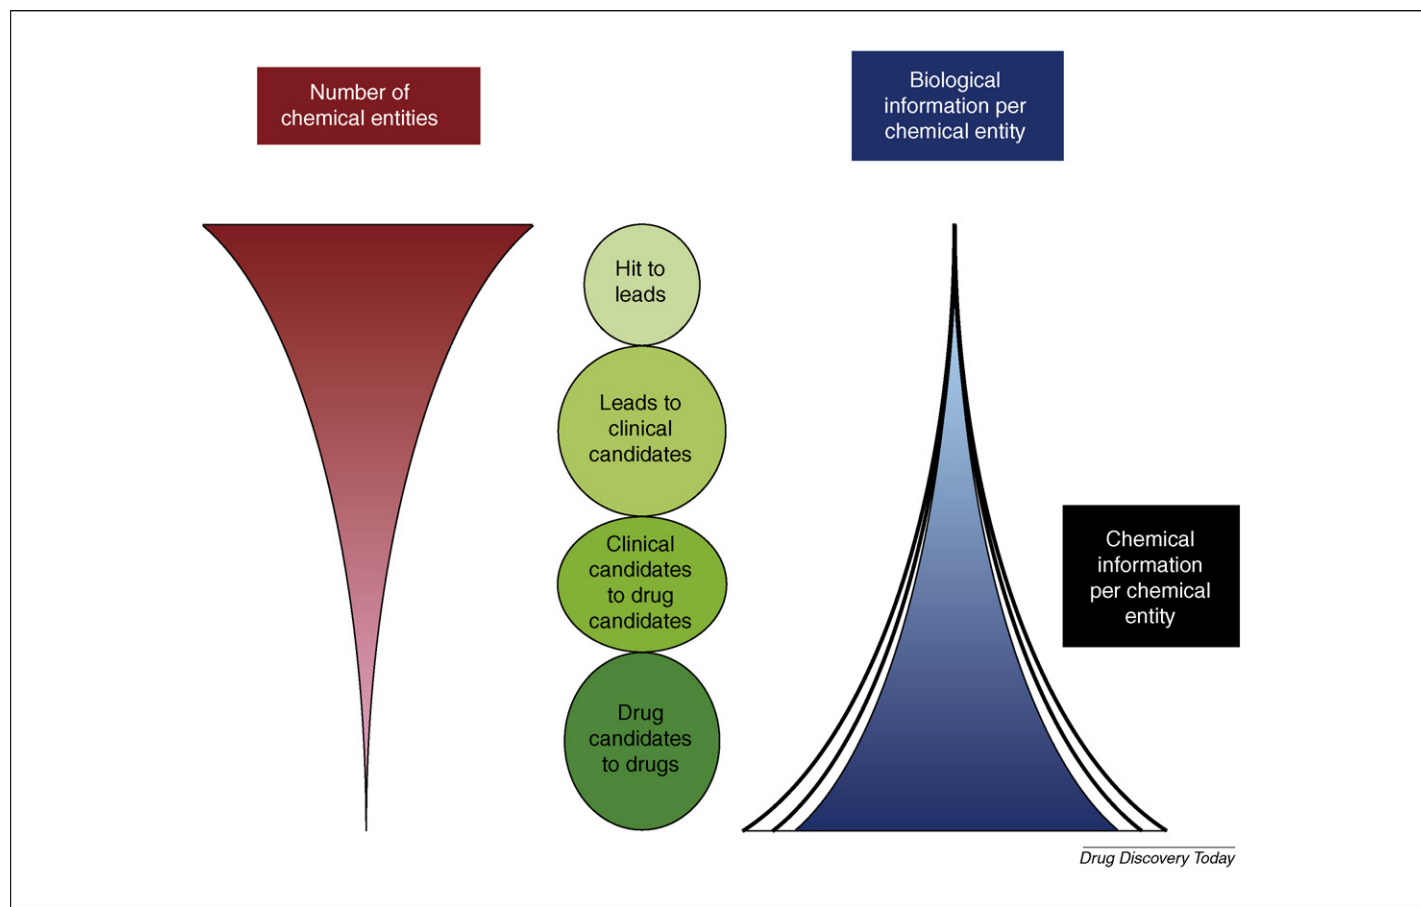 Number of
chemical entities
Biological
information per
chemical entity
Hit to
leads
Leads to
clinical
candidates
Clinical
candidates
to drug
candidates
Drug
candidates
to drugs
Chemical
information
per chemical
entity
Drug Discovery Today